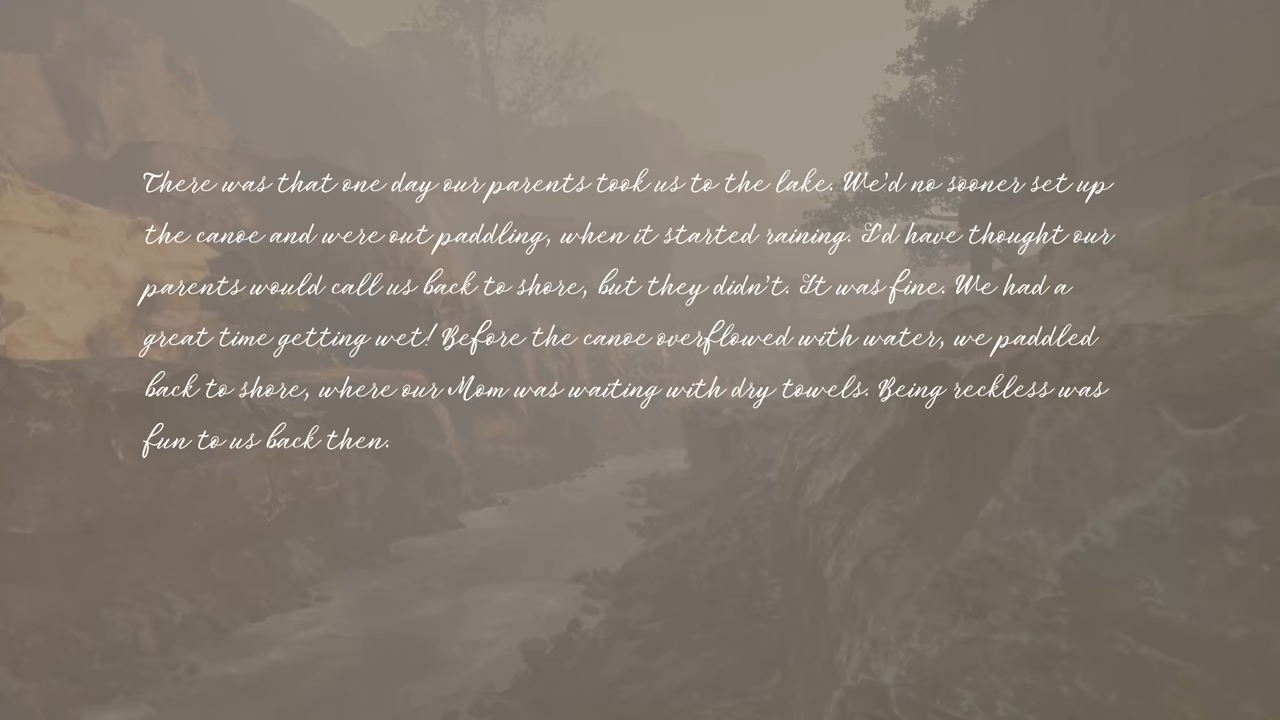 There was that one day our parents took us to the lake. We'd no sooner set up
the canoe and were out paddling, when it started raining. I'd have thought our
parents would call us back to shore, but they didn't. It was fine. We had a
great time getting wet! Before the canoe overflowed with water, we paddled
back to shore, where our Mom was waiting with dry towels. Being reckless was
fun to us back then.